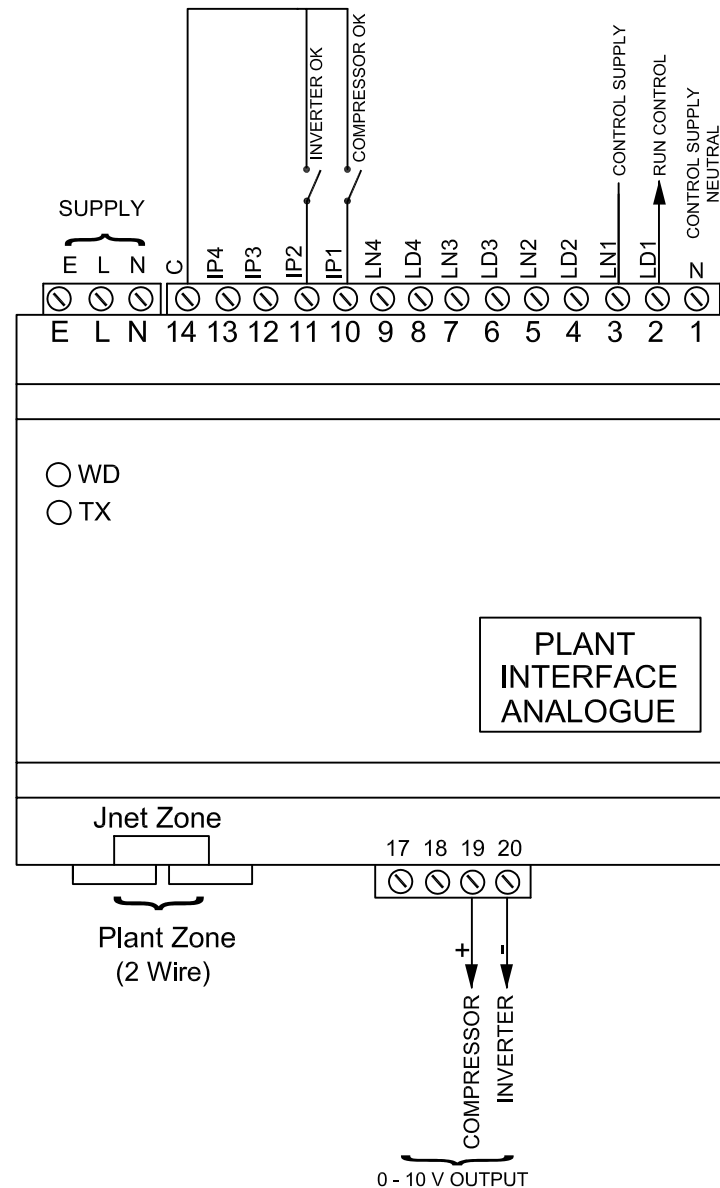 INVERTER OK
COMPRESSOR OK
CONTROL SUPPLY
RUN CONTROL
CONTROL SUPPLY
NEUTRAL
SUPPLY
E L N C IP4 IP3 IP2 IP1 LN4 LD4 LN3 LD3 LN2 LD2 LN1 LD1 N
E L N 14 13 12 11 10 9 8 7 6 5 4 3 2 1
WD
TX
PLANT
INTERFACE
ANALOGUE
Jnet Zone
17 18 19 20
Plant Zone
(2 Wire)
+ -
COMPRESSOR
INVERTER
0 - 10 V OUTPUT